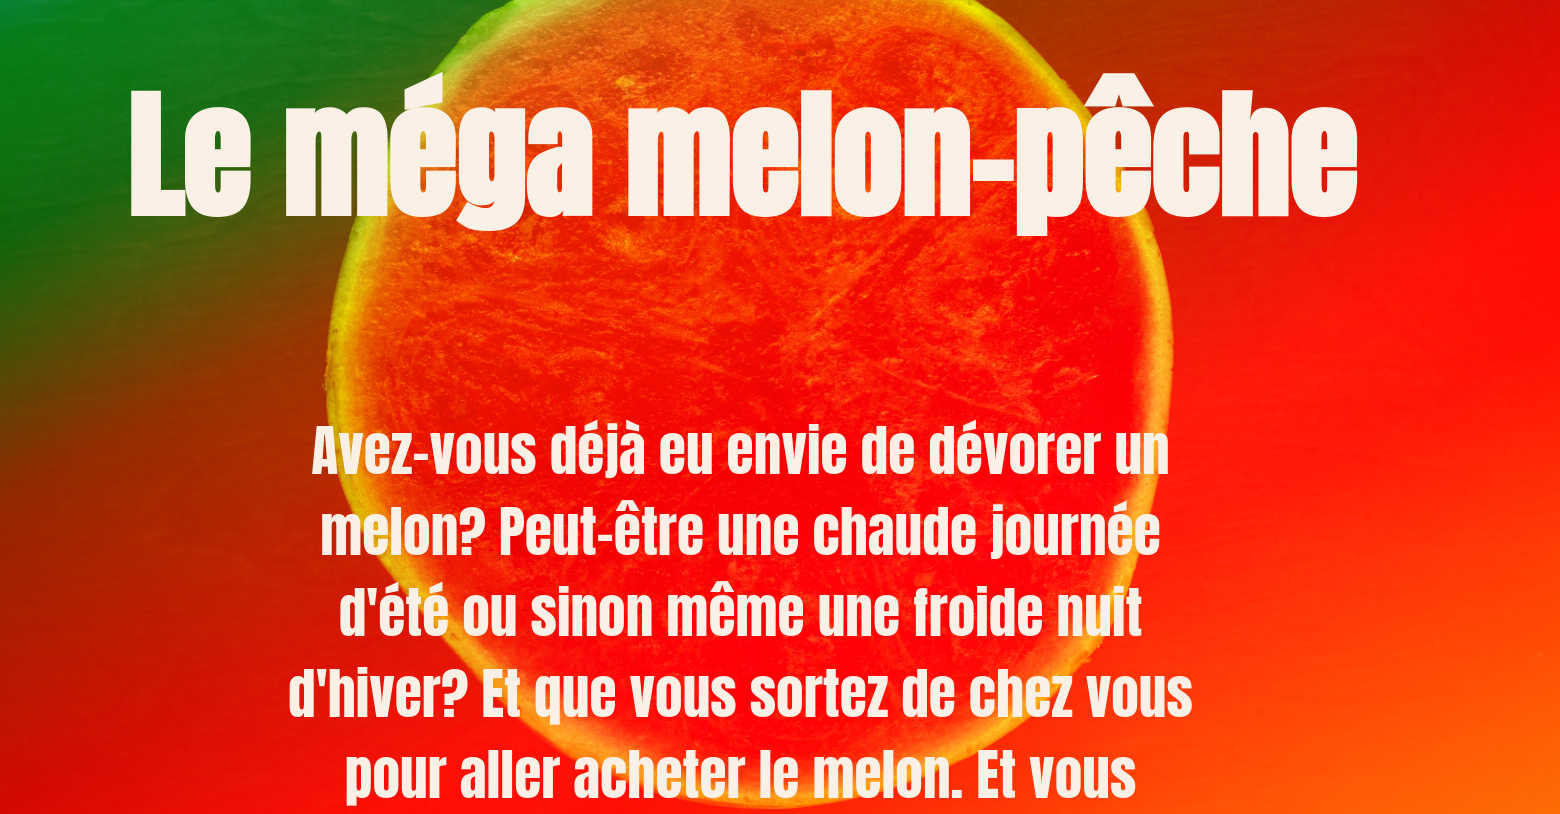 Le méga melon-pêche
Avez-vous déjà eu envie de dévorer un
melon? Peut-être une chaude journée
d'été ou sinon même une froide nuit
d'hiver? Et que vous sortez de chez vous
pour aller acheter le melon. Et vous